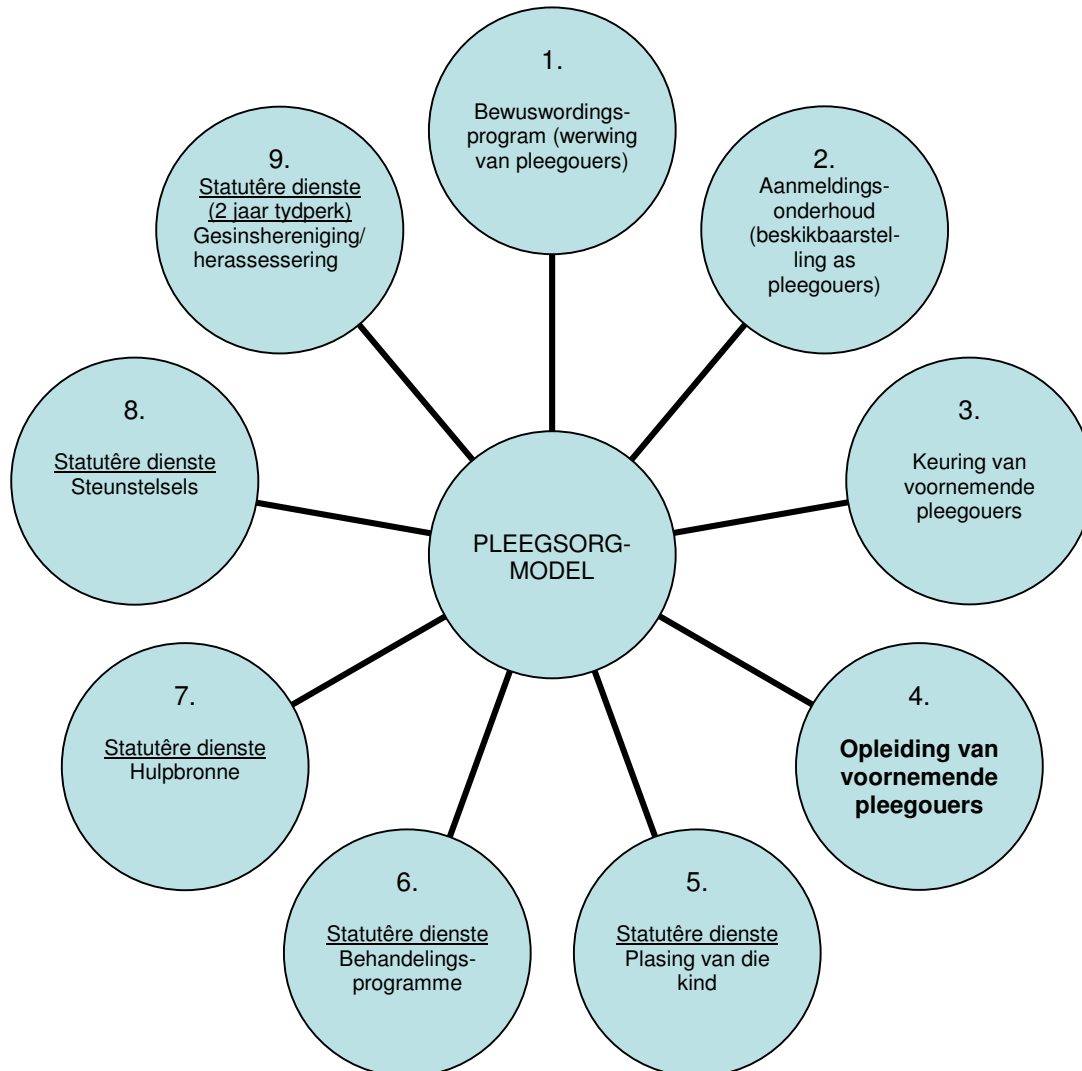 1.
Bewuswordings-
program (werwing
van pleegouers)
2.
Aanmeldings-
onderhoud
(beskikbaarstel-
ling as
pleegouers)
3.
Keuring van
voornemende
pleegouers
4.
Opleiding van
voornemende
pleegouers
5.
Statutêre dienste
Plasing van die
kind
6.
Statutêre dienste
Behandelings-
programme
7.
Statutêre dienste
Hulpbronne
8.
Statutêre dienste
Steunstelsels
9.
Statutêre dienste
(2 jaar tydperk)
Gesinshereniging/
herassessering
PLEEGSORG-
MODEL